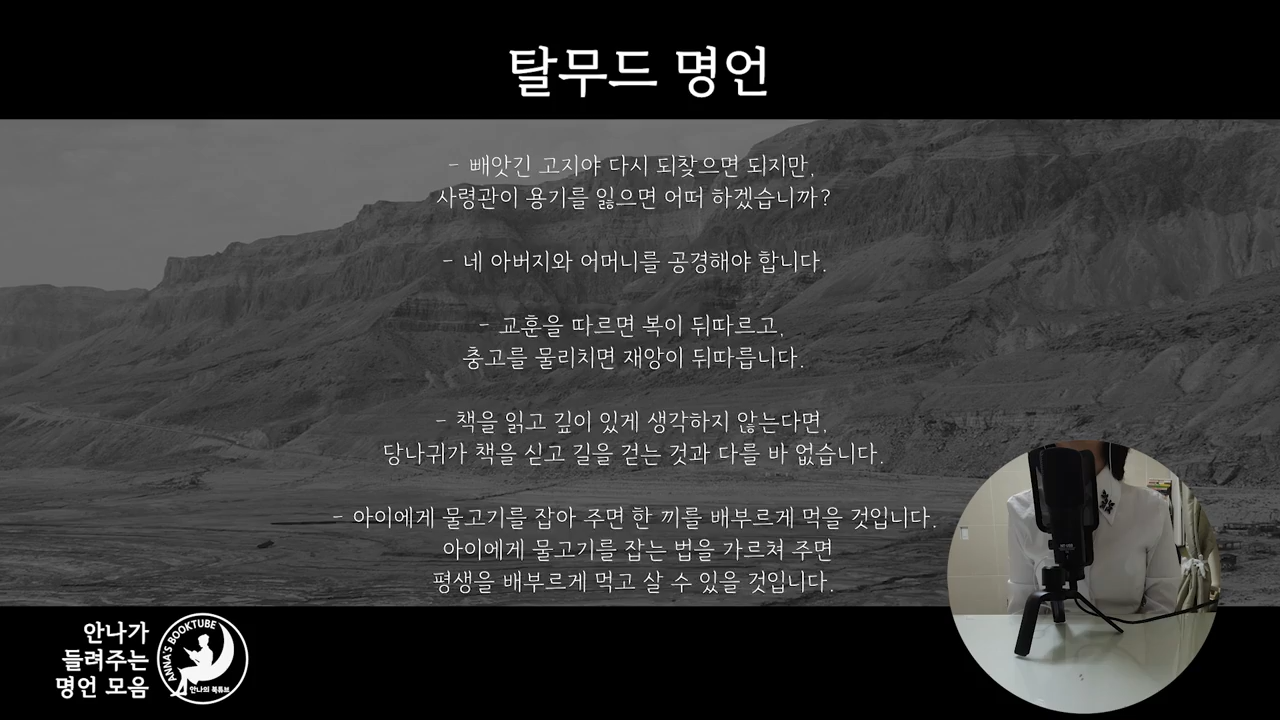 탈무드 명언
- 빼앗긴 고지야 다시 되찾으면 되지만,
사령관이 용기를 잃으면 어떠 하겠습니까?
- 네 아버지와 어머니를 공경해야 합니다.
- 교훈을 따르면 복이 뒤따르고,
충고를 물리치면 재앙이 뒤따릅니다.
- 책을 읽고 깊이 있게 생각하지 않는다면,
당나귀가 책을 싣고 길을 걷는 것과 다를 바 없습니다.
- 아이에게 물고기를 잡아 주면 한 끼를 배부르게 먹을 것입니다.
아이에게 물고기를 잡는 법을 가르쳐 주면
평생을 배부르게 먹고 살 수 있을 것입니다.
안나가
들려주는
명언 모음
ANNA'S BOOKTUBE
안나의 북튜브